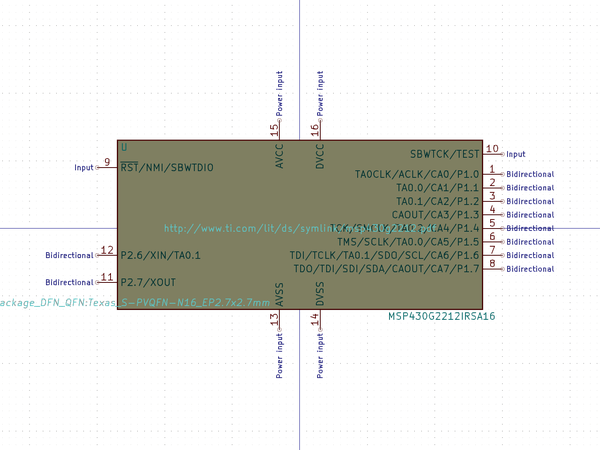 Power input
Power input
15
16
U
AVCC
DVCC
10
SBWTCK/TEST
Input
Input
9
RST/NMI/SBWTDIO
TA0CLK/ACLK/CA0/P1.0
1
Bidirectional
TA0.0/CA1/P1.1
2
Bidirectional
TA0.1/CA2/P1.2
3
Bidirectional
CAOUT/CA3/P1.3
4
Bidirectional
http://www.ti.com/lit/ds/symlink/
/CA4/P1.4
5
Bidirectional
TMS/SCLK/TA0.0/CA5/P1.5
6
Bidirectional
Bidirectional
12
P2.6/XIN/TA0.1
TDI/TCLK/TA0.1/SDO/SCL/CA6/P1.6
7
Bidirectional
TDO/TDI/SDI/SDA/CAOUT/CA7/P1.7
8
Bidirectional
Bidirectional
11
P2.7/XOUT
AVSS
DVSS
ackage_DFN_QFN:Texas_S-PVQFN-N16_EP2.7x2.7mm
13
14
MSP430G2212IRSA16
Power input
Power input